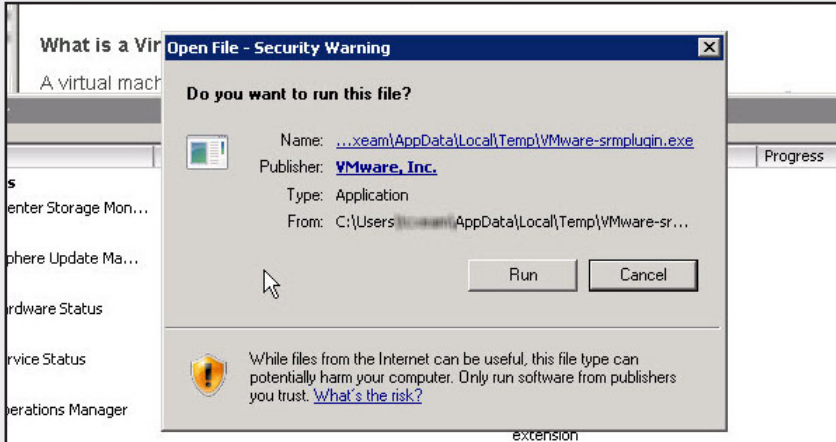 What is a Vir
Open File - Security Warning
A virtual mach
Do you want to run this file?
Name: ...xeam\AppData\Local\Temp\VMware-srmplugin.exe
Publisher: VMware, Inc.
Type: Application
From: C:\Users AppData\Local\Temp\VMware-sr...
Run Cancel
While files from the Internet can be useful, this file type can
potentially harm your computer. Only run software from publishers
you trust. What's the risk?
Progress
s
enter Storage Mon...
phere Update Ma...
rdware Status
rvice Status
perations Manager
extension